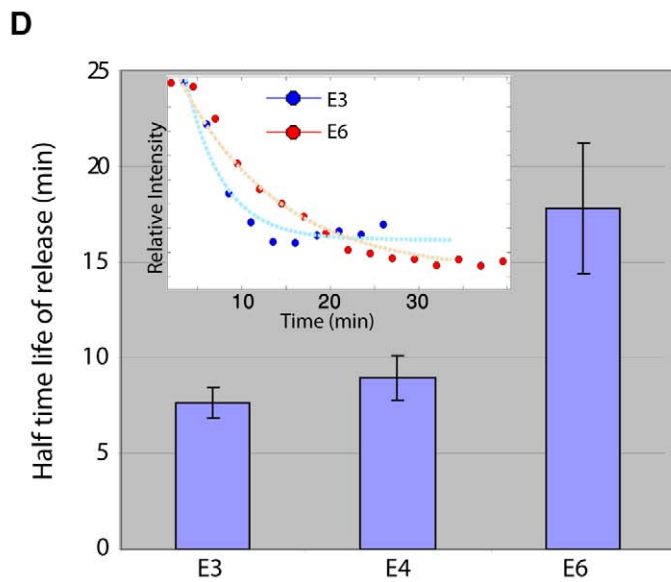 D
25
20
15
10
5
0
Half time life of release (min)
E3
E6
Relative Intensity
10 20 30
Time (min)
E3 E4 E6